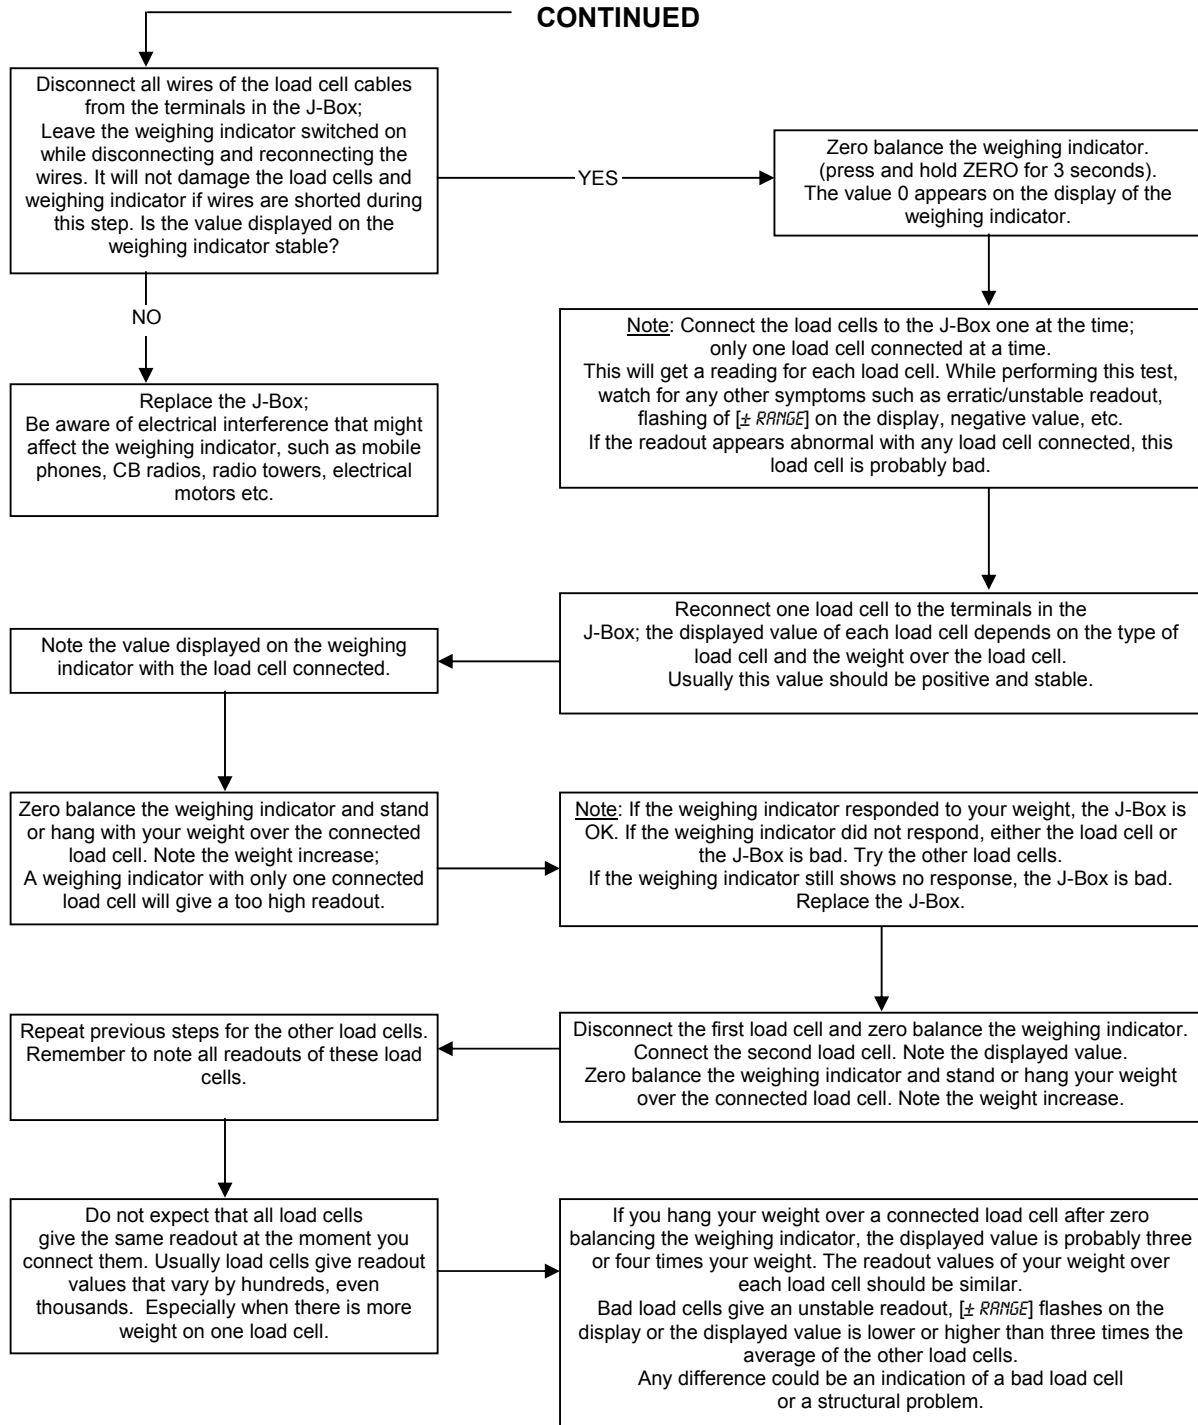 CONTINUED
Disconnect all wires of the load cell cables
from the terminals in the J-Box;
Leave the weighing indicator switched on
while disconnecting and reconnecting the
wires. It will not damage the load cells and
weighing indicator if wires are shorted during
this step. Is the value displayed on the
weighing indicator stable?
YES
Zero balance the weighing indicator.
(press and hold ZERO for 3 seconds).
The value 0 appears on the display of the
weighing indicator.
NO
Replace the J-Box;
Be aware of electrical interference that might
affect the weighing indicator, such as mobile
phones, CB radios, radio towers, electrical
motors etc.
Note: Connect the load cells to the J-Box one at the time;
only one load cell connected at a time.
This will get a reading for each load cell. While performing this test,
watch for any other symptoms such as erratic/unstable readout,
flashing of [± RANGE] on the display, negative value, etc.
If the readout appears abnormal with any load cell connected, this
load cell is probably bad.
Reconnect one load cell to the terminals in the
J-Box; the displayed value of each load cell depends on the type of
load cell and the weight over the load cell.
Usually this value should be positive and stable.
Note the value displayed on the weighing
indicator with the load cell connected.
Zero balance the weighing indicator and stand
or hang with your weight over the connected
load cell. Note the weight increase;
A weighing indicator with only one connected
load cell will give a too high readout.
Note: If the weighing indicator responded to your weight, the J-Box is
OK. If the weighing indicator did not respond, either the load cell or
the J-Box is bad. Try the other load cells.
If the weighing indicator still shows no response, the J-Box is bad.
Replace the J-Box.
Disconnect the first load cell and zero balance the weighing indicator.
Connect the second load cell. Note the displayed value.
Zero balance the weighing indicator and stand or hang your weight
over the connected load cell. Note the weight increase.
Repeat previous steps for the other load cells.
Remember to note all readouts of these load
cells.
Do not expect that all load cells
give the same readout at the moment you
connect them. Usually load cells give readout
values that vary by hundreds, even
thousands. Especially when there is more
weight on one load cell.
If you hang your weight over a connected load cell after zero
balancing the weighing indicator, the displayed value is probably three
or four times your weight. The readout values of your weight over
each load cell should be similar.
Bad load cells give an unstable readout, [± RANGE] flashes on the
display or the displayed value is lower or higher than three times the
average of the other load cells.
Any difference could be an indication of a bad load cell
or a structural problem.